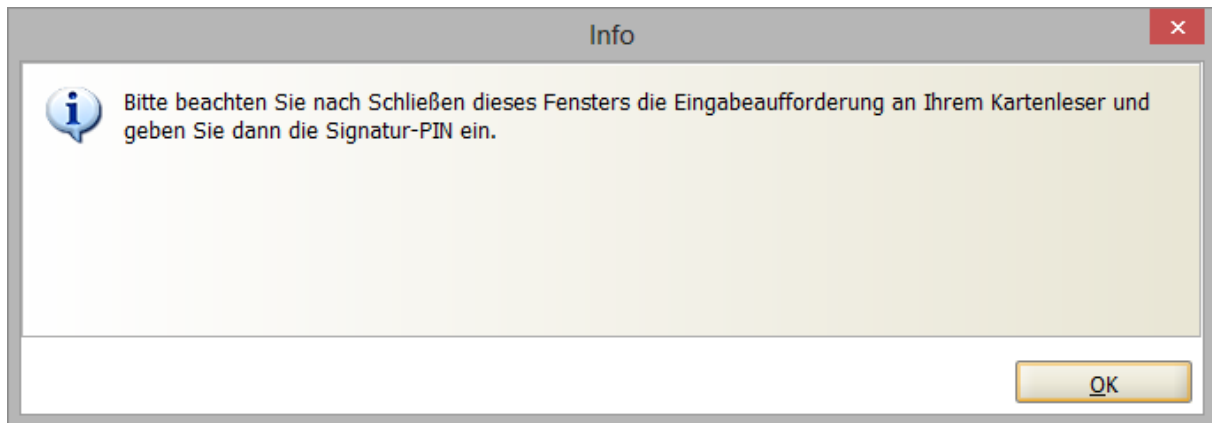 Info
Bitte beachten Sie nach Schließen dieses Fensters die Eingabeaufforderung an Ihrem Kartenleser und
geben Sie dann die Signatur-PIN ein.
OK